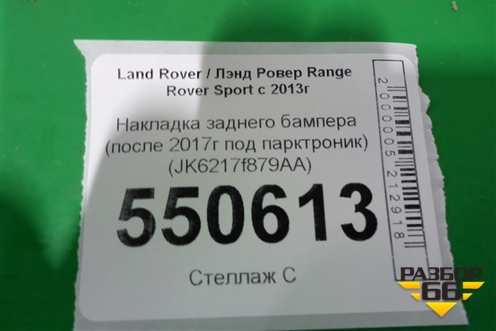 Land Rover / Лэнд Ровер Range
Rover Sport с 2013г
Накладка заднего бампера
(после 2017г под парктроник)
(JK6217f879AA)
550613
Стеллаж С
2000005212918
РАЗБОР
66